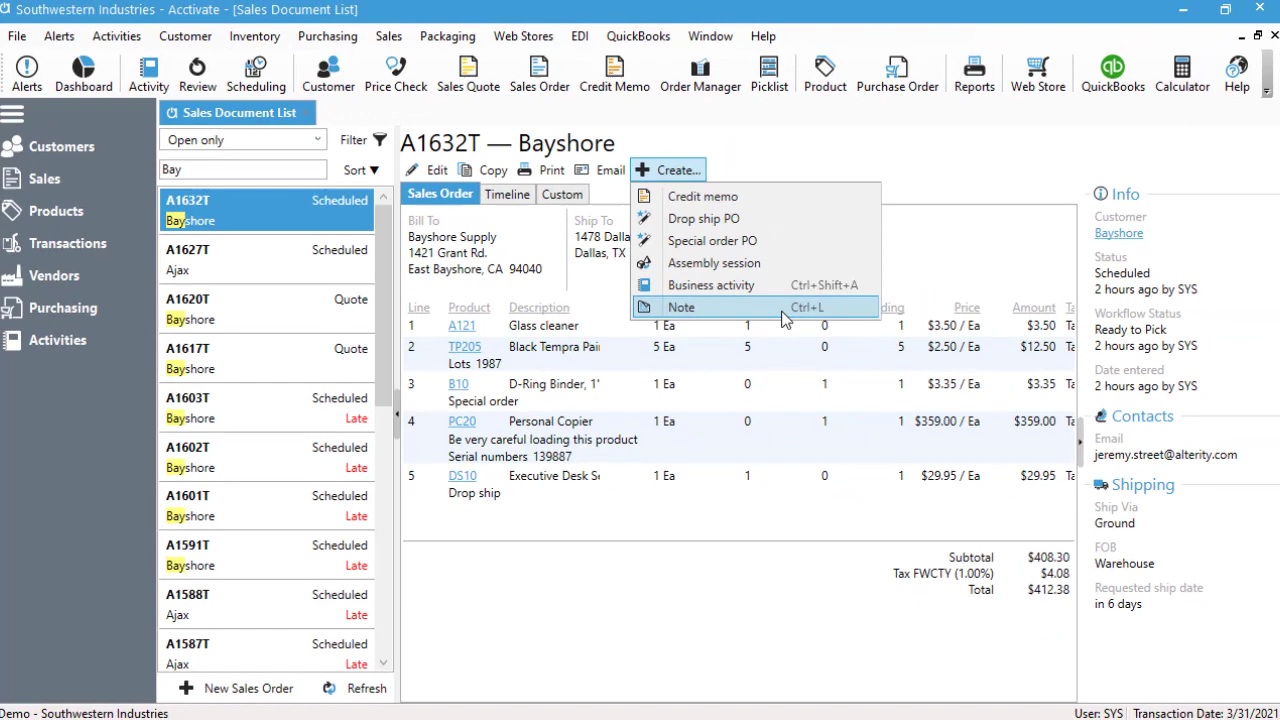 Southwestern Industries - Acctivate - [Sales Document List]
File Alerts Activities Customer Inventory Purchasing Sales Packaging Web Stores EDI QuickBooks Window Help
Alerts Dashboard Activity Review Scheduling Customer Price Check Sales Quote Sales Order Credit Memo Order Manager Picklist Product Purchase Order Reports Web Store QuickBooks Calculator Help
Customers
Sales
Products
Transactions
Vendors
Purchasing
Activities
Sales Document List
Open only Filter
Bay Sort
A1632T Scheduled
Bayshore
A1627T Scheduled
Ajax
A1620T Quote
Bayshore
A1617T Quote
Bayshore
A1603T Scheduled
Bayshore Late
A1602T Scheduled
Bayshore Late
A1601T Scheduled
Bayshore Late
A1591T Scheduled
Bayshore Late
A1588T Scheduled
Ajax Late
A1587T Scheduled
Ajax Late
New Sales Order Refresh
A1632T — Bayshore
Edit Copy Print Email Create...
Sales Order Timeline Custom
Credit memo
Drop ship PO
Special order PO
Assembly session
Business activity Ctrl+Shift+A
Note Ctrl+L
Bill To
Bayshore Supply
1421 Grant Rd.
East Bayshore, CA 94040
Ship To
1478 Dalla
Dallas, TX
Line Product Description ding Price Amount Ta
1 A121 Glass cleaner 1 Ea 1 0 1 $3.50 / Ea $3.50 Ta
2 TP205 Black Tempra Pain 5 Ea 5 0 5 $2.50 / Ea $12.50 Ta
Lots 1987
3 B10 D-Ring Binder, 1" 1 Ea 0 1 1 $3.35 / Ea $3.35 Ta
Special order
4 PC20 Personal Copier 1 Ea 0 1 1 $359.00 / Ea $359.00 Ta
Be very careful loading this product
Serial numbers 139887
5 DS10 Executive Desk Se 1 Ea 1 0 1 $29.95 / Ea $29.95 Ta
Drop ship
Subtotal $408.30
Tax FWCTY (1.00%) $4.08
Total $412.38
Info
Customer
Bayshore
Status
Scheduled
2 hours ago by SYS
Workflow Status
Ready to Pick
2 hours ago by SYS
Date entered
2 hours ago by SYS
Contacts
Email
jeremy.street@alterity.com
Shipping
Ship Via
Ground
FOB
Warehouse
Requested ship date
in 6 days
Demo - Southwestern Industries User: SYS Transaction Date: 3/31/2021